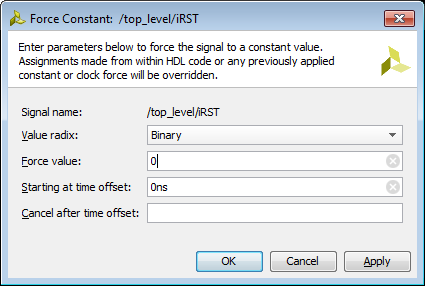 Force Constant: /top_level/iRST
Enter parameters below to force the signal to a constant value.
Assignments made from within HDL code or any previously applied
constant or clock force will be overridden.
Signal name: /top_level/iRST
Value radix: Binary
Force value: 0
Starting at time offset: 0ns
Cancel after time offset:
OK Cancel Apply